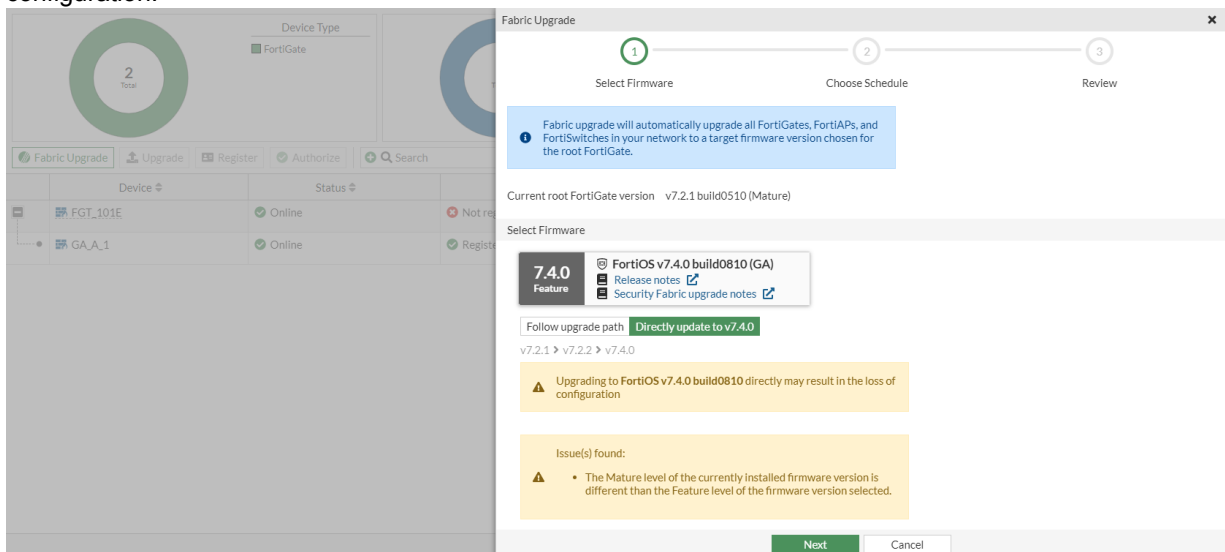 configuration.
Device Type
FortiGate
2
Total
Fabric Upgrade
Upgrade
Register
Authorize
Search
Device
Status
FGT_101E
Online
Not reg
GA_A_1
Online
Registe
Fabric Upgrade
1
2
3
Select Firmware
Choose Schedule
Review
Fabric upgrade will automatically upgrade all FortiGates, FortiAPs, and
FortiSwitches in your network to a target firmware version chosen for
the root FortiGate.
Current root FortiGate version v7.2.1 build0510 (Mature)
Select Firmware
7.4.0
Feature
FortiOS v7.4.0 build0810 (GA)
Release notes
Security Fabric upgrade notes
Follow upgrade path
Directly update to v7.4.0
v7.2.1 > v7.2.2 > v7.4.0
Upgrading to FortiOS v7.4.0 build0810 directly may result in the loss of
configuration
Issue(s) found:
• The Mature level of the currently installed firmware version is
different than the Feature level of the firmware version selected.
Next
Cancel